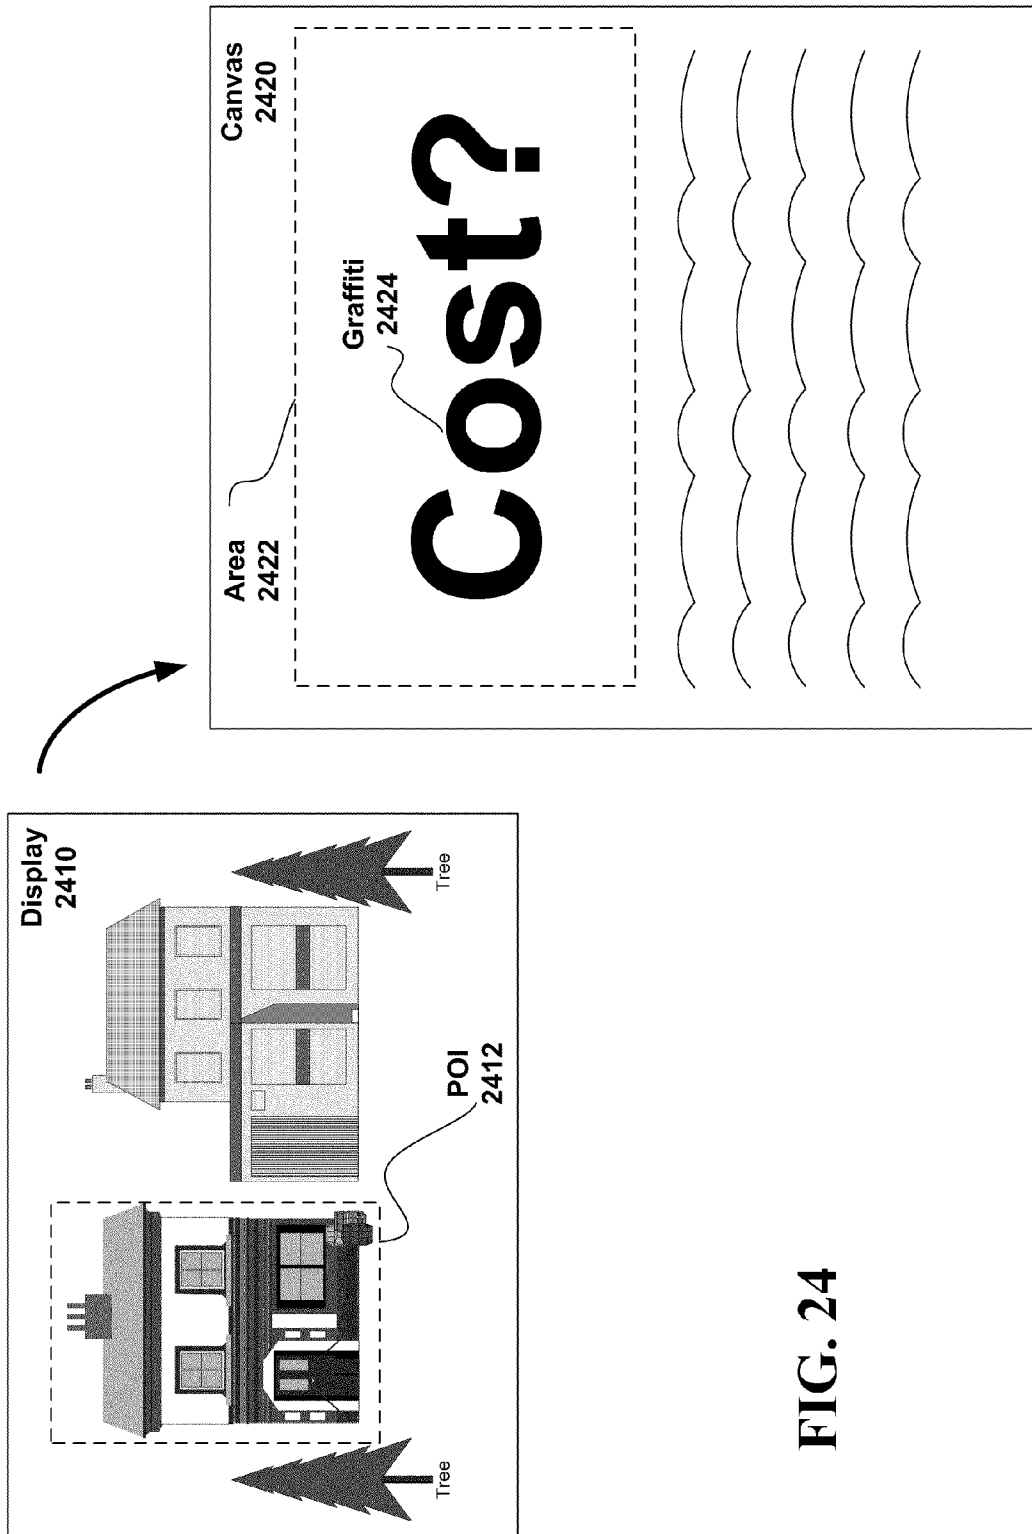 Display
2410
Tree
Tree
POI
2412
Canvas
2420
Area
2422
Graffiti
2424
Cost?
FIG. 24